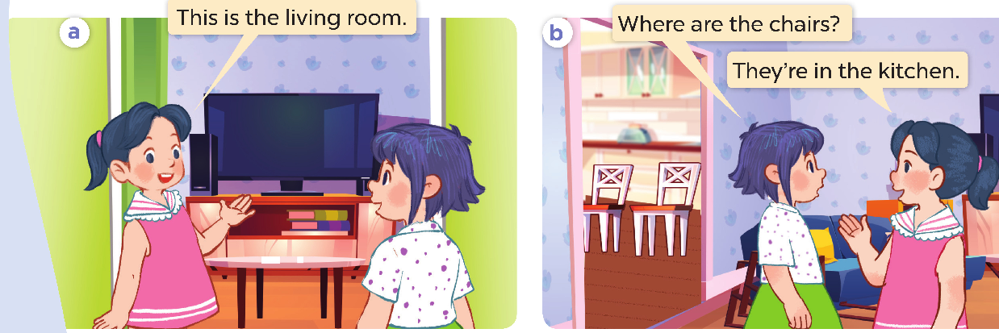 a
This is the living room.
b
Where are the chairs?
They're in the kitchen.